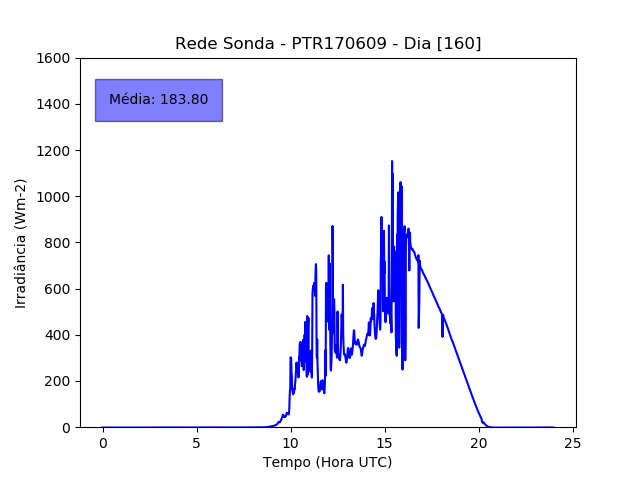 Rede Sonda - PTR170609 - Dia [160]
1600
1400
1200
1000
800
600
400
200
0
Média: 183.80
Irradiância (Wm-2)
0 5 10 15 20 25
Tempo (Hora UTC)